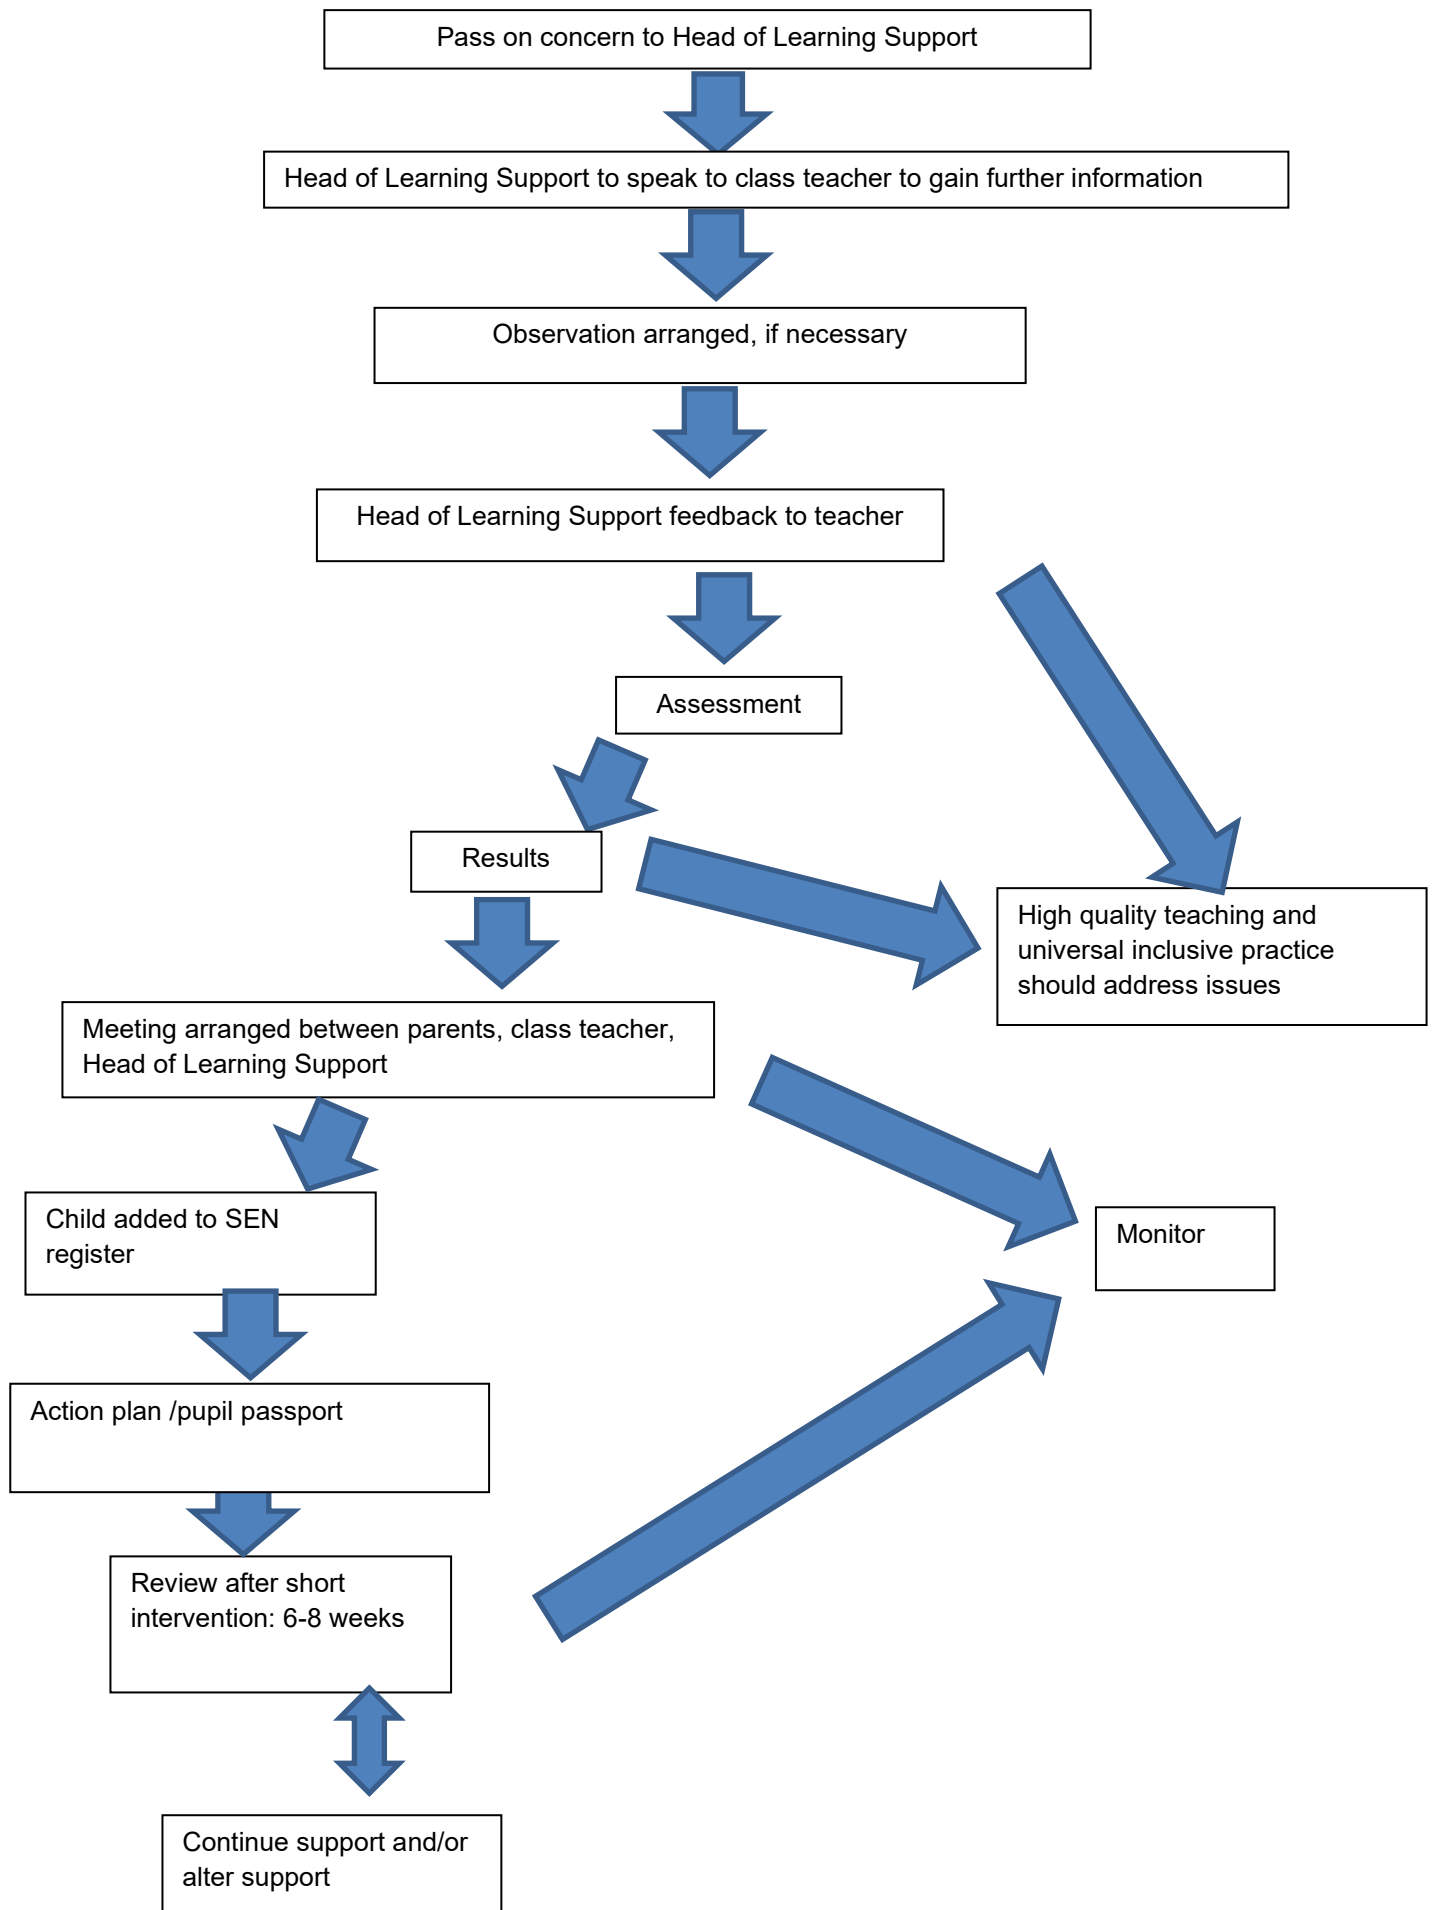 Pass on concern to Head of Learning Support
Head of Learning Support to speak to class teacher to gain further information
Observation arranged, if necessary
Head of Learning Support feedback to teacher
Assessment
Results
High quality teaching and
universal inclusive practice
should address issues
Meeting arranged between parents, class teacher,
Head of Learning Support
Child added to SEN
register
Monitor
Action plan /pupil passport
Review after short
intervention: 6-8 weeks
Continue support and/or
alter support